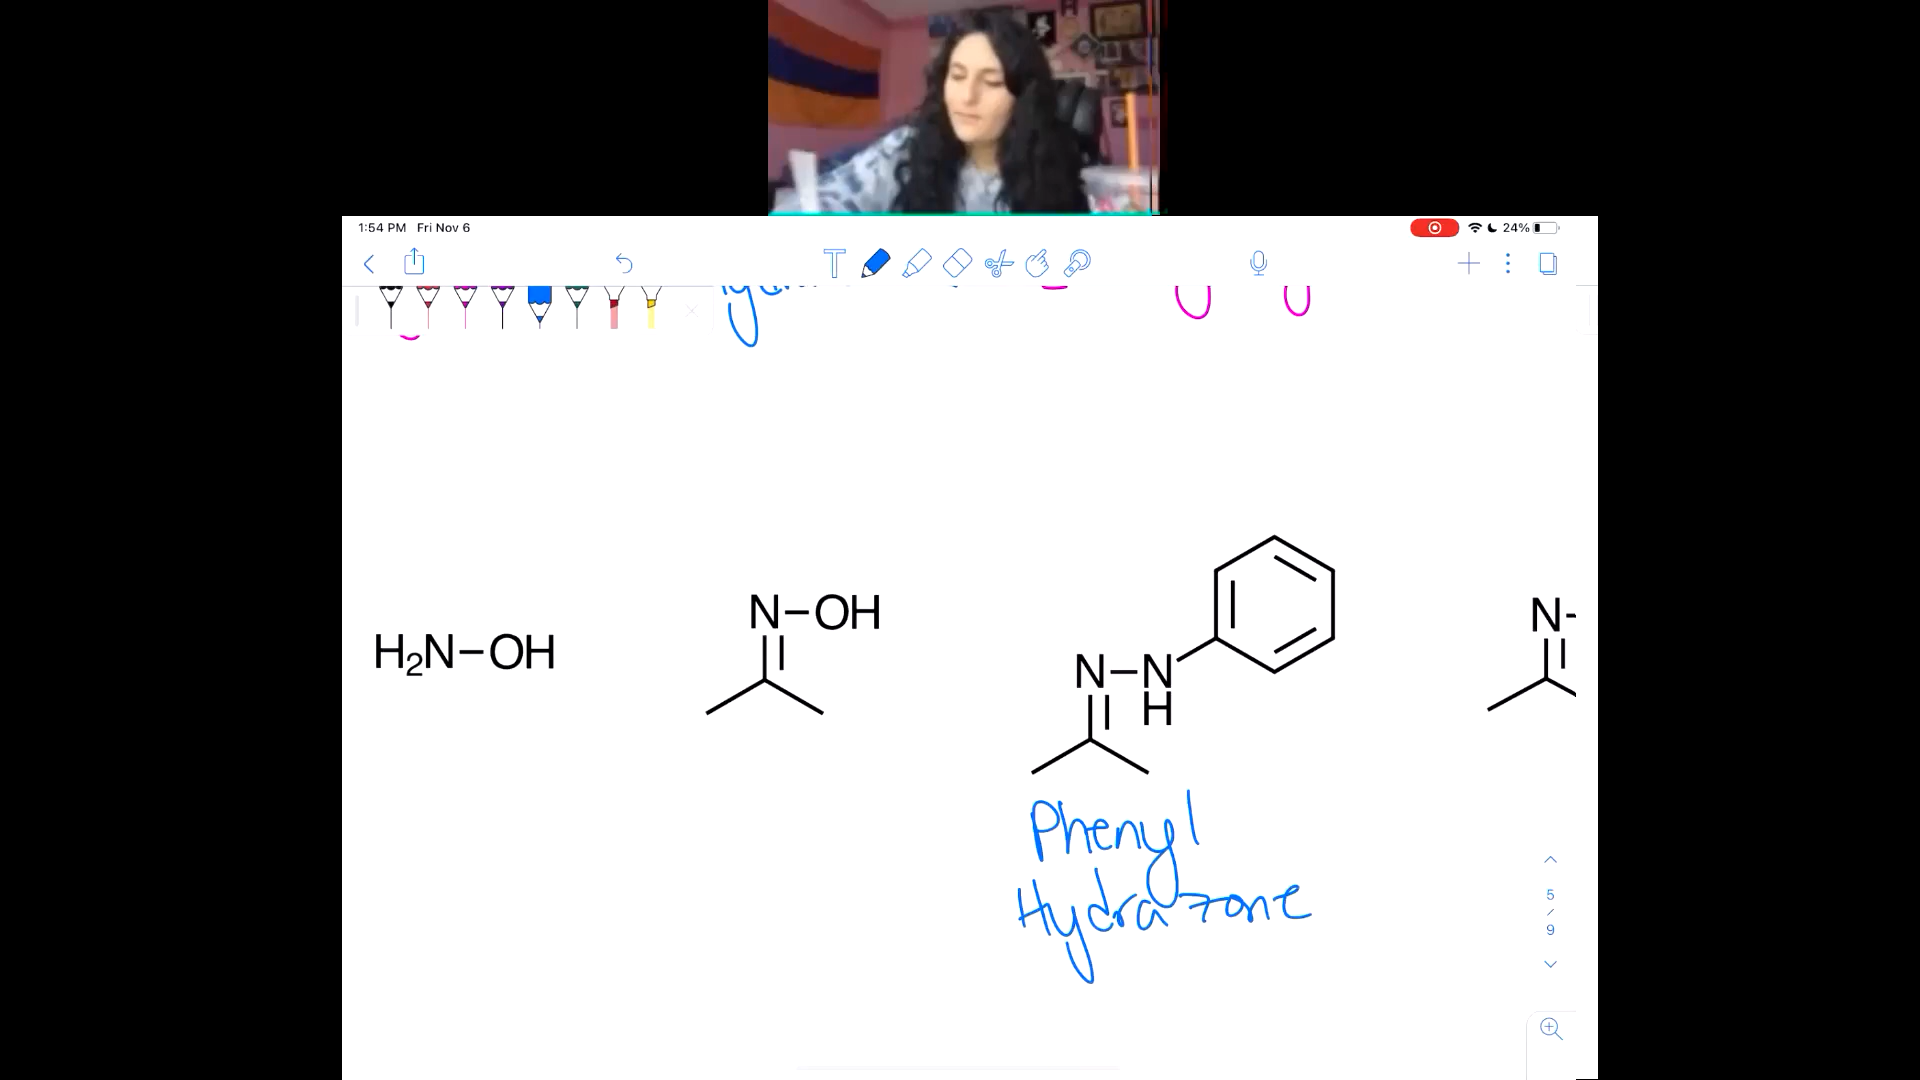 1:54 PM Fri Nov 6
24%
T
N-OH
H₂N-OH
N-
N-N
H
Phenyl
Hydrazone
5
/
9